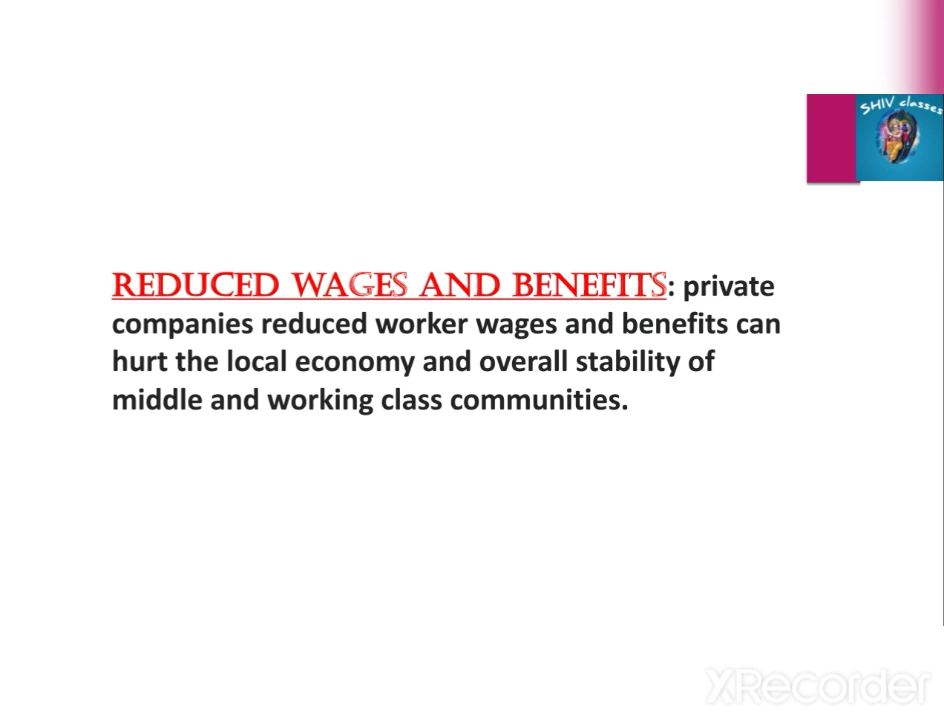 SHIV classes
REDUCED WAGES AND BENEFITS: private
companies reduced worker wages and benefits can
hurt the local economy and overall stability of
middle and working class communities.
XRecorder